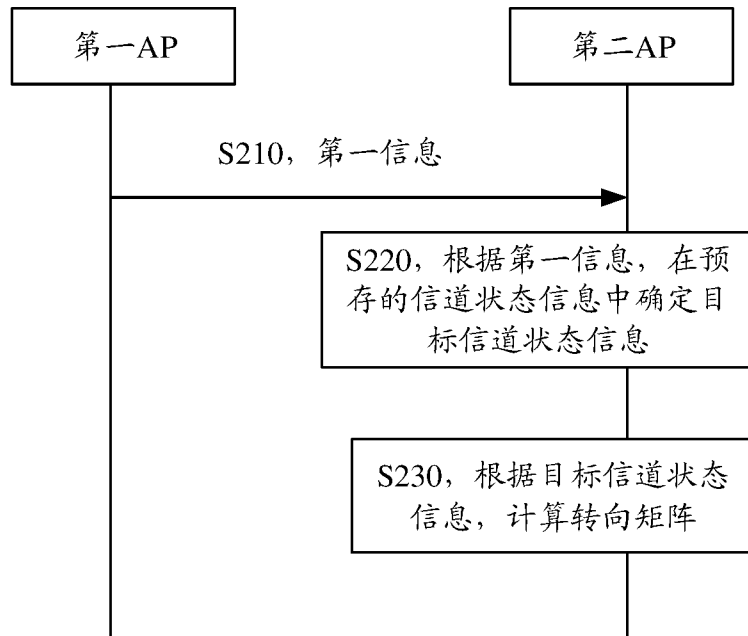 第一AP
第二AP
S210，第一信息
S220，根据第一信息，在预
存的信道状态信息中确定目
标信道状态信息
S230，根据目标信道状态
信息，计算转向矩阵